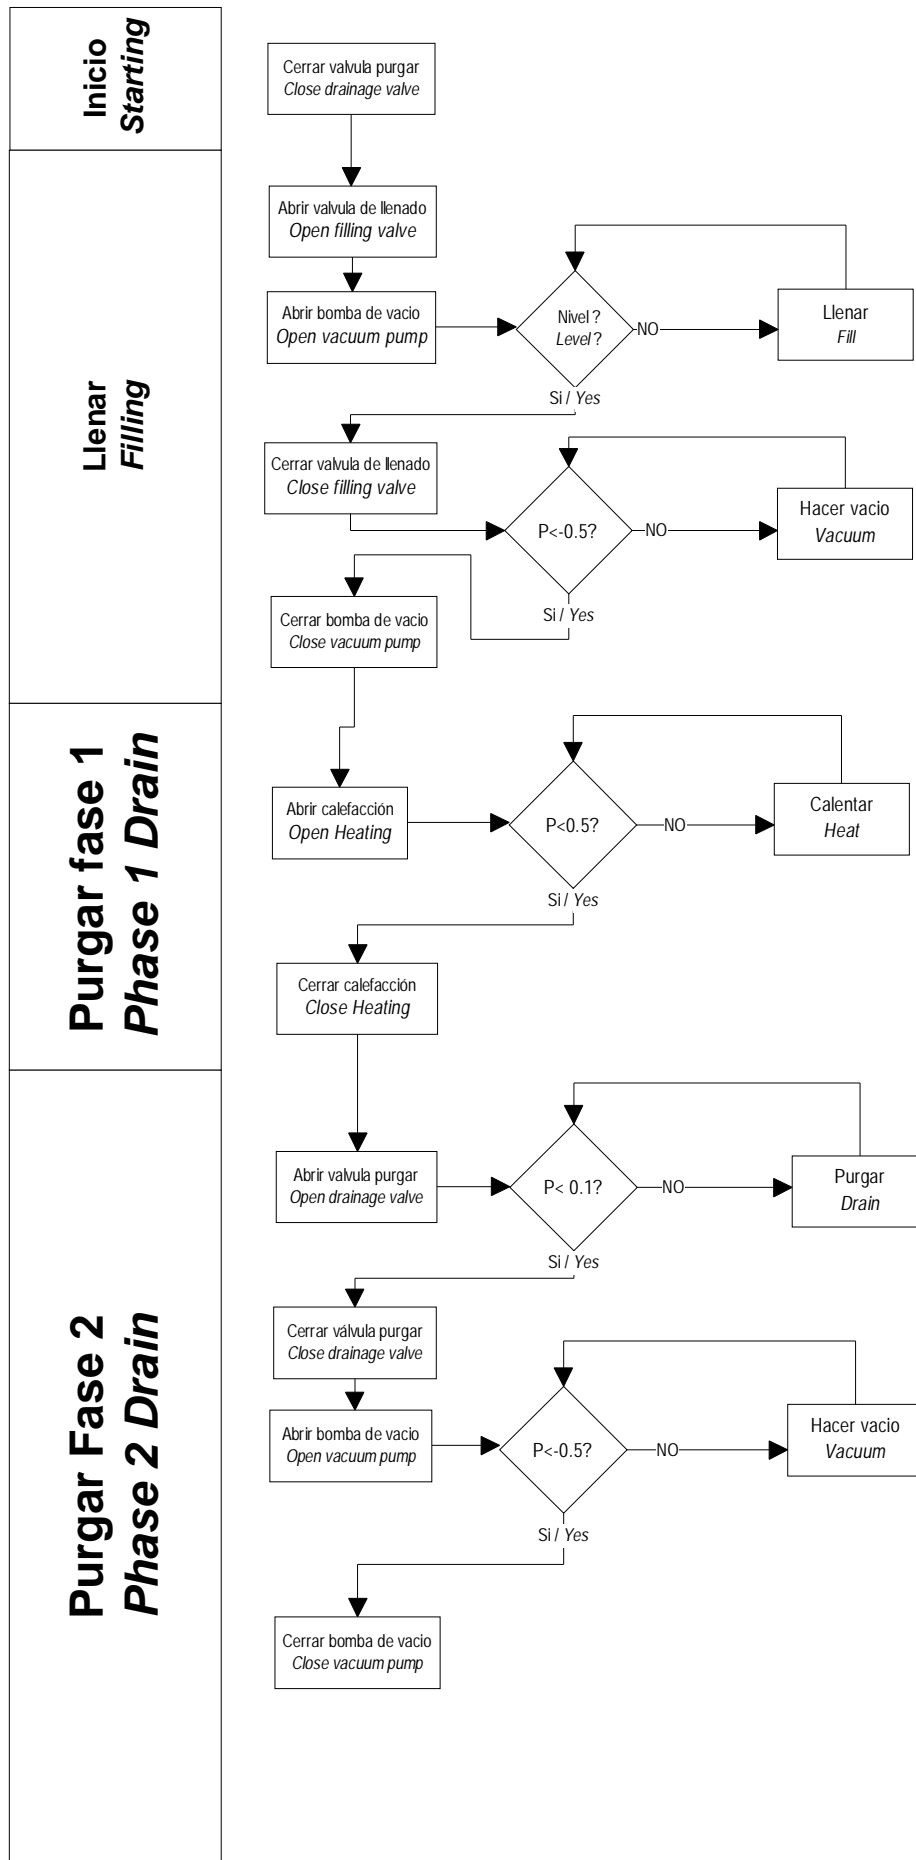 Inicio
Starting
Cerrar valvula purgar
Close drainage valve
Llenar
Filling
Abrir valvula de llenado
Open filling valve
Abrir bomba de vacio
Open vacuum pump
Nivel ?
Level ?
NO
Llenar
Fill
Si / Yes
Cerrar valvula de llenado
Close filling valve
P<-0.5?
NO
Hacer vacio
Vacuum
Si / Yes
Cerrar bomba de vacio
Close vacuum pump
Purgar fase 1
Phase 1 Drain
Abrir calefacción
Open Heating
P<0.5?
NO
Calentar
Heat
Si / Yes
Cerrar calefacción
Close Heating
Purgar Fase 2
Phase 2 Drain
Abrir valvula purgar
Open drainage valve
P< 0.1?
NO
Purgar
Drain
Si / Yes
Cerrar válvula purgar
Close drainage valve
Abrir bomba de vacio
Open vacuum pump
P<-0.5?
NO
Hacer vacio
Vacuum
Si / Yes
Cerrar bomba de vacio
Close vacuum pump